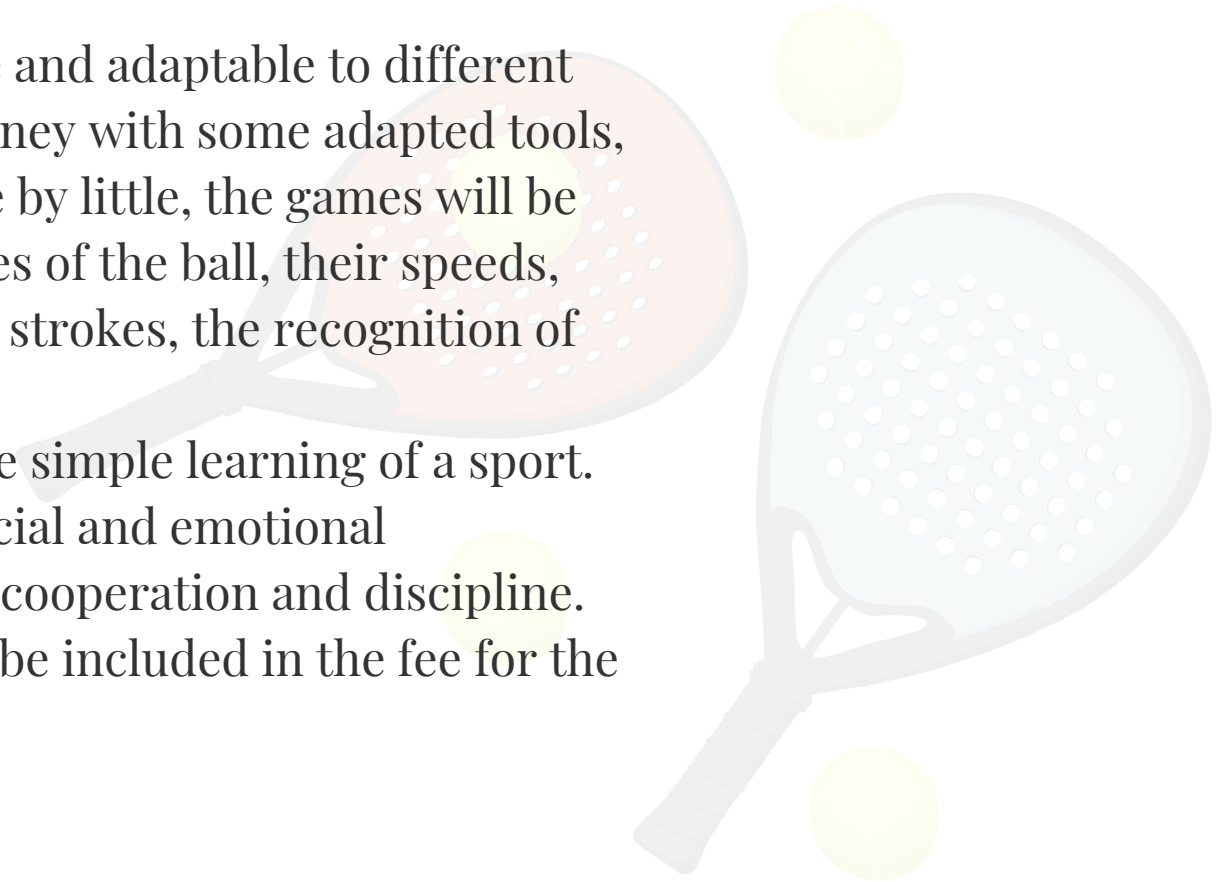 and adaptable to different
ney with some adapted tools,
by little, the games will be
es of the ball, their speeds,
strokes, the recognition of
e simple learning of a sport.
cial and emotional
cooperation and discipline.
be included in the fee for the